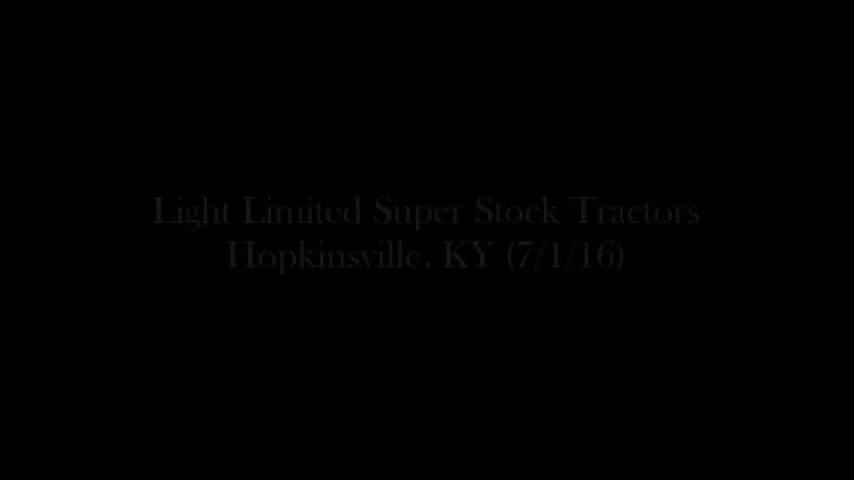 Light Limited Super Stock Tractors
Hopkinsville, KY (7/1/16)